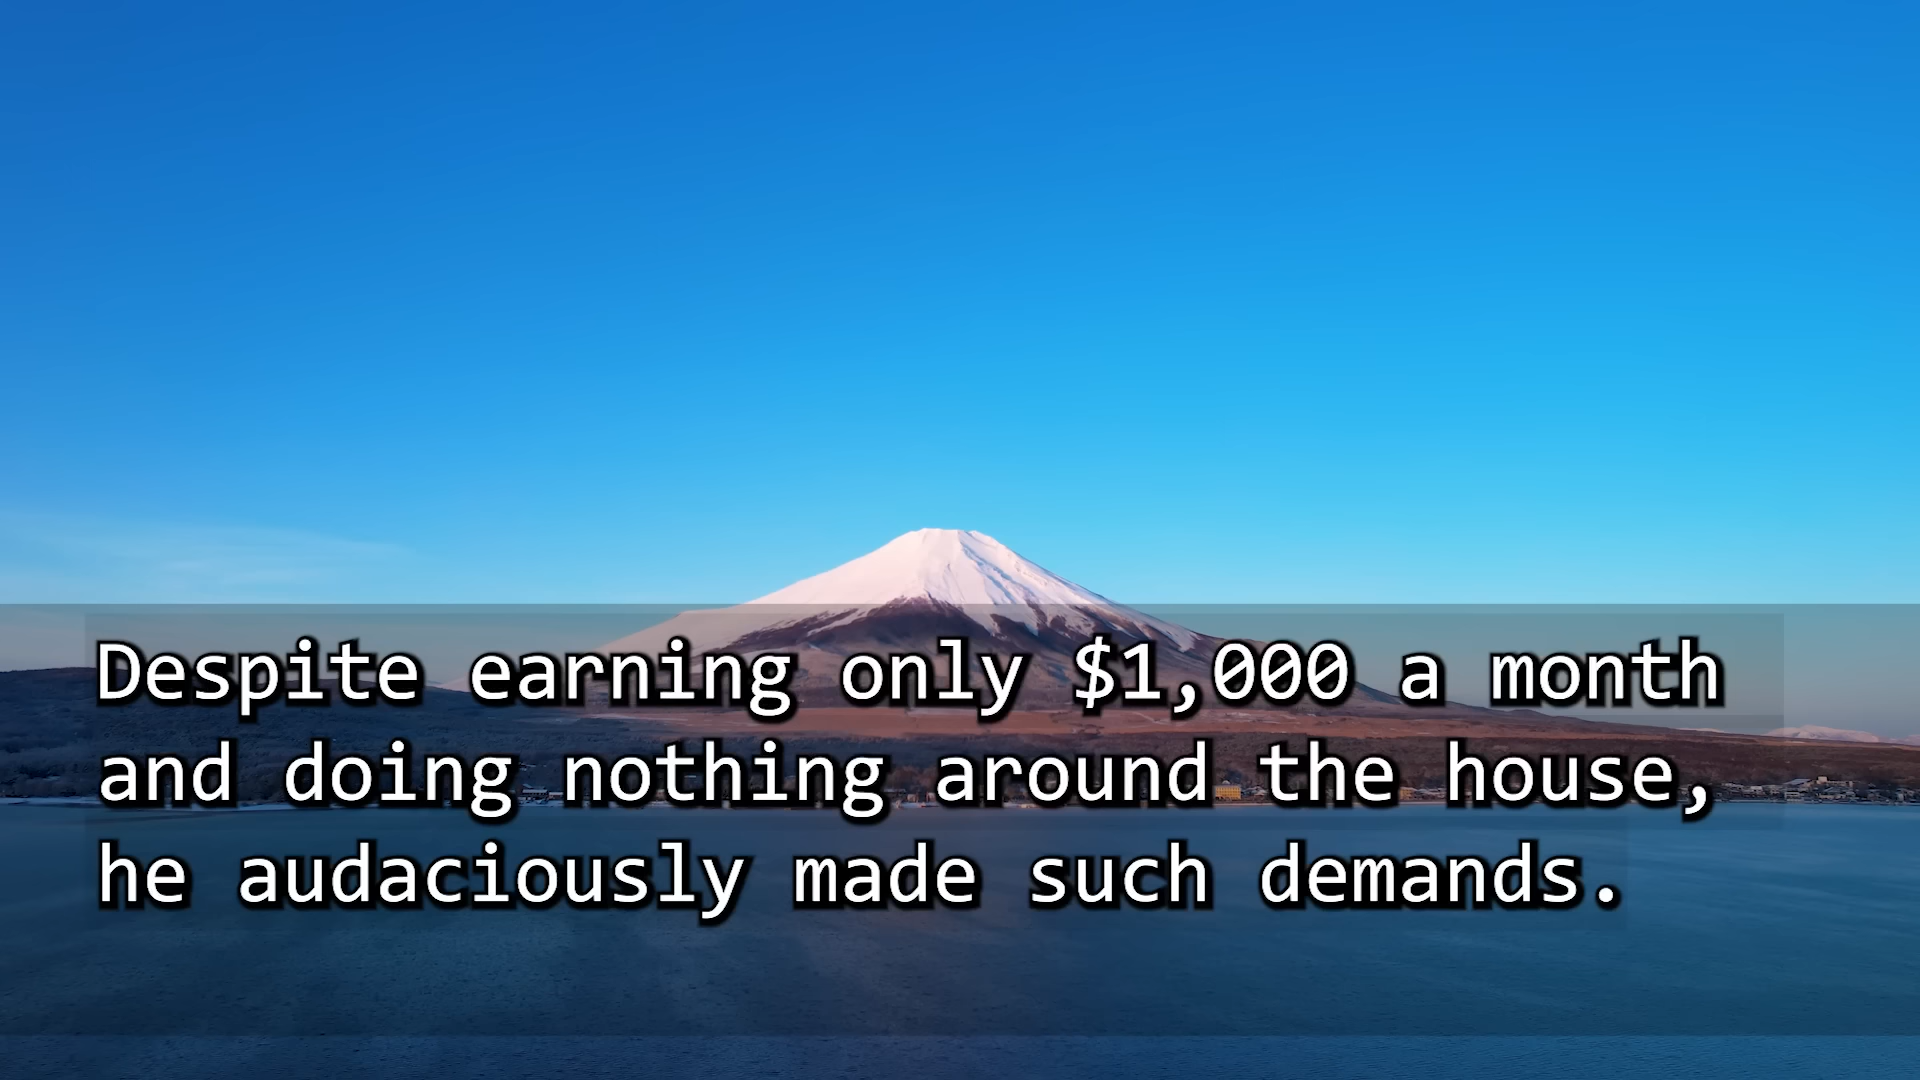 Despite earning only $1,000 a month
and doing nothing around the house,
he audaciously made such demands.